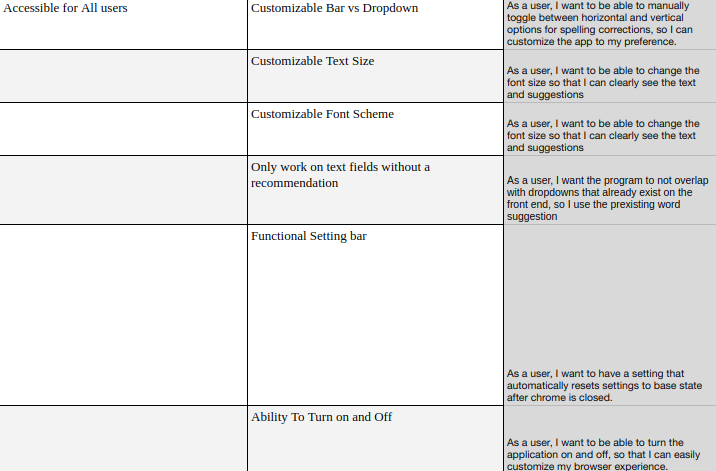 Accessible for All users
Customizable Bar vs Dropdown
As a user, I want to be able to manually
toggle between horizontal and vertical
options for spelling corrections, so I can
customize the app to my preference.
Customizable Text Size
As a user, I want to be able to change the
font size so that I can clearly see the text
and suggestions
Customizable Font Scheme
As a user, I want to be able to change the
font size so that I can clearly see the text
and suggestions
Only work on text fields without a
recommendation
As a user, I want the program to not overlap
with dropdowns that already exist on the
front end, so I use the prexisting word
suggestion
Functional Setting bar
As a user, I want to have a setting that
automatically resets settings to base state
after chrome is closed.
Ability To Turn on and Off
As a user, I want to be able to turn the
application on and off, so that I can easily
customize my browser experience.